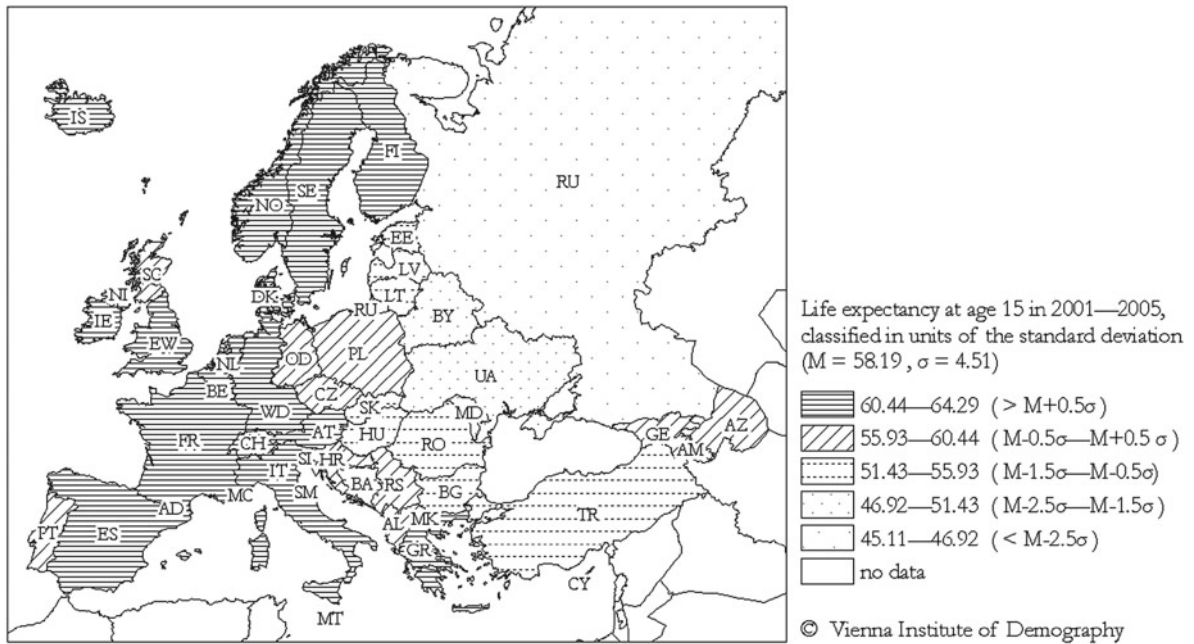 IS
FI
RU
NO
SE
EE
SC
LV
NI
DK
LT
IE
RU
BY
EW
NL
OD
PL
BE
UA
CZ
WD
SK
MD
FR
CH
AT
HU
RO
GE
AZ
AM
IT
SI
HR
BA
RS
BG
MC
SM
AD
MK
TR
PT
ES
AL
GR
CY
MT
Life expectancy at age 15 in 2001—2005,
classified in units of the standard deviation
(M = 58.19 , σ = 4.51)
60.44—64.29 ( > M+0.5σ)
55.93—60.44 ( M-0.5σ—M+0.5 σ)
51.43—55.93 ( M-1.5σ—M-0.5σ)
46.92—51.43 ( M-2.5σ—M-1.5σ )
45.11—46.92 ( < M-2.5σ)
no data
© Vienna Institute of Demography